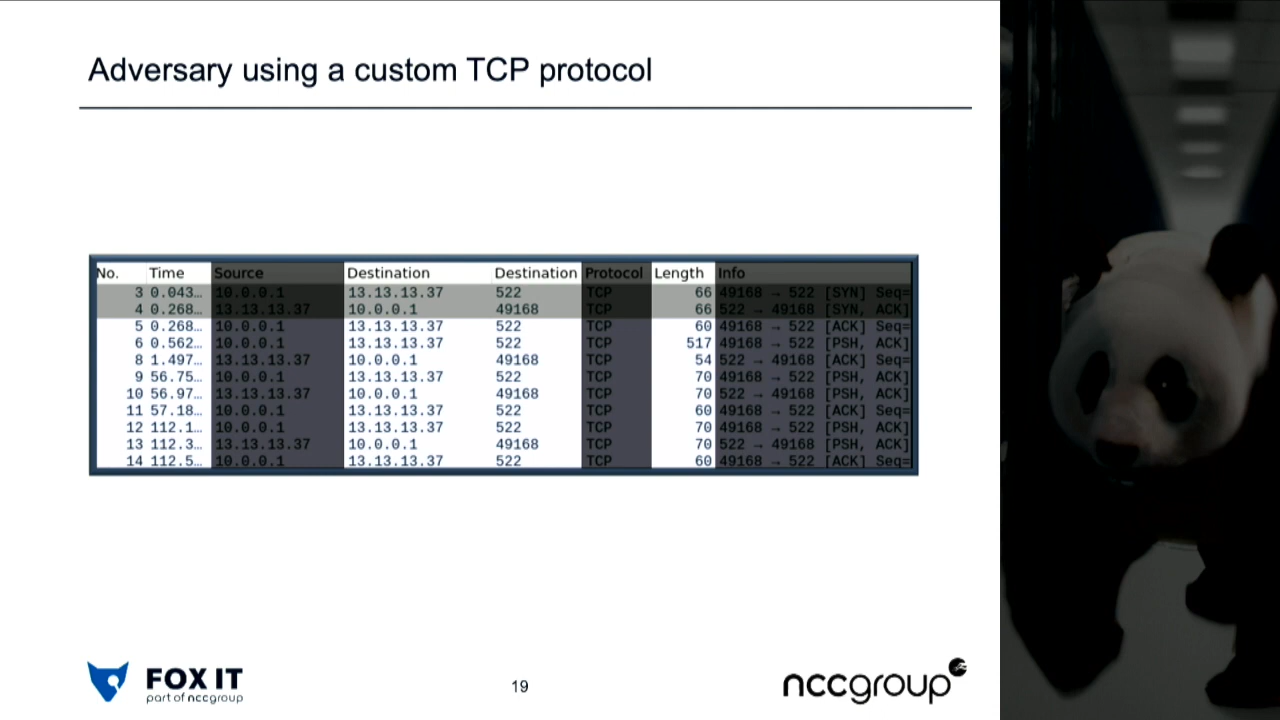 Adversary using a custom TCP protocol
No. Time Source Destination Destination Protocol Length Info
3 0.043… 10.0.0.1 13.13.13.37 522 TCP 66 49168 → 522 [SYN] Seq=
4 0.268… 13.13.13.37 10.0.0.1 49168 TCP 66 522 → 49168 [SYN, ACK]
5 0.268… 10.0.0.1 13.13.13.37 522 TCP 60 49168 → 522 [ACK] Seq=
6 0.562… 10.0.0.1 13.13.13.37 522 TCP 517 49168 → 522 [PSH, ACK]
8 1.497… 13.13.13.37 10.0.0.1 49168 TCP 54 522 → 49168 [ACK] Seq=
9 56.75… 10.0.0.1 13.13.13.37 522 TCP 70 49168 → 522 [PSH, ACK]
10 56.97… 13.13.13.37 10.0.0.1 49168 TCP 70 522 → 49168 [PSH, ACK]
11 57.18… 10.0.0.1 13.13.13.37 522 TCP 60 49168 → 522 [ACK] Seq=
12 112.1… 10.0.0.1 13.13.13.37 522 TCP 70 49168 → 522 [PSH, ACK]
13 112.3… 13.13.13.37 10.0.0.1 49168 TCP 70 522 → 49168 [PSH, ACK]
14 112.5… 10.0.0.1 13.13.13.37 522 TCP 60 49168 → 522 [ACK] Seq=
FOX IT
part of nccgroup
19
nccgroup